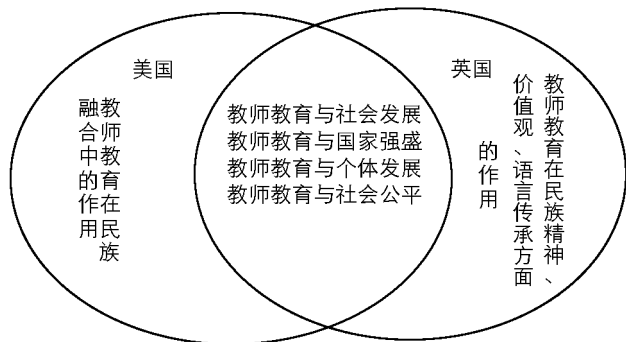 美国
教师教育在民族
融合中的作用
教师教育与社会发展
教师教育与国家强盛
教师教育与个体发展
教师教育与社会公平
英国
教师教育在民族精神、
价值观、语言传承方面
的作用